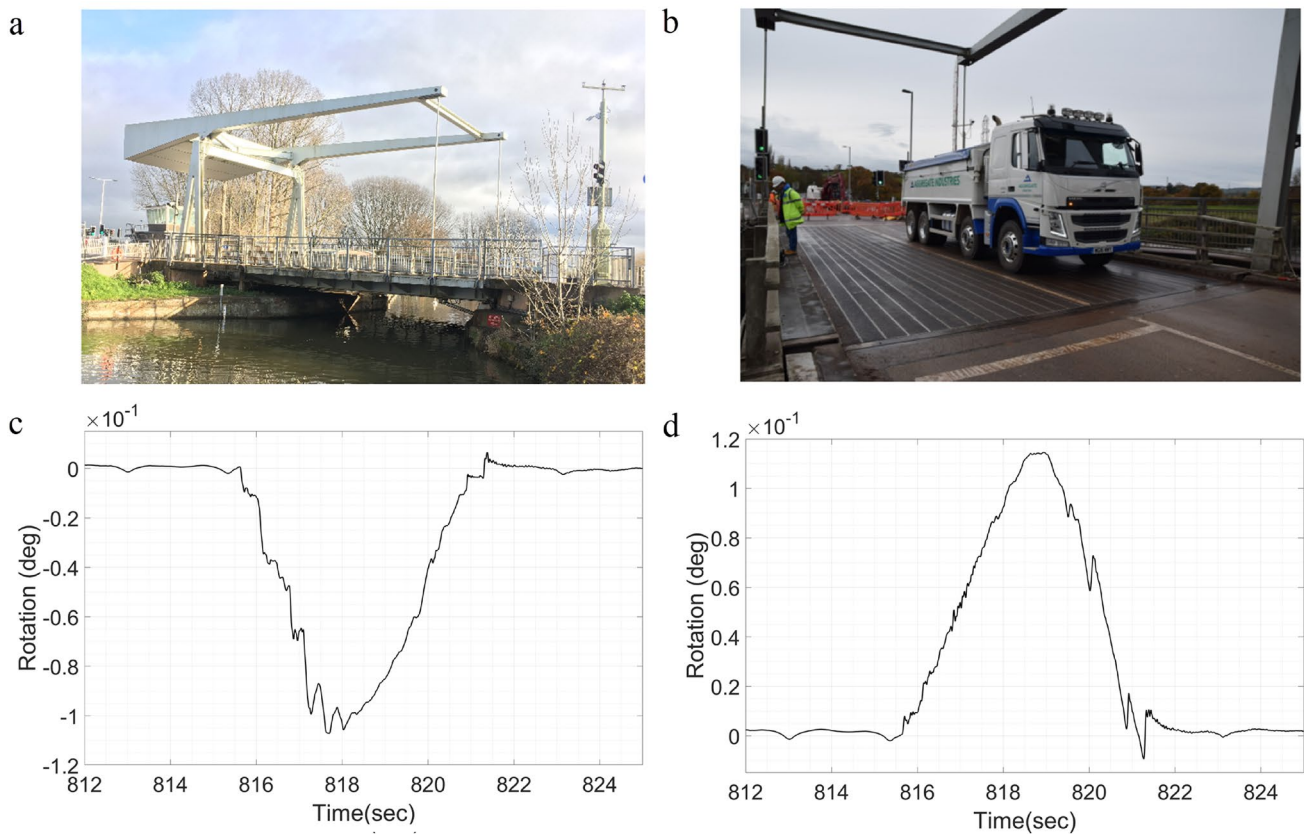 a
b
AGGREGATE INDUSTRIES
c
×10⁻¹
0
-0.2
-0.4
-0.6
-0.8
-1
-1.2
Rotation (deg)
812 814 816 818 820 822 824
Time(sec)
d
×10⁻¹
1.2
1
0.8
0.6
0.4
0.2
0
Rotation (deg)
812 814 816 818 820 822 824
Time(sec)